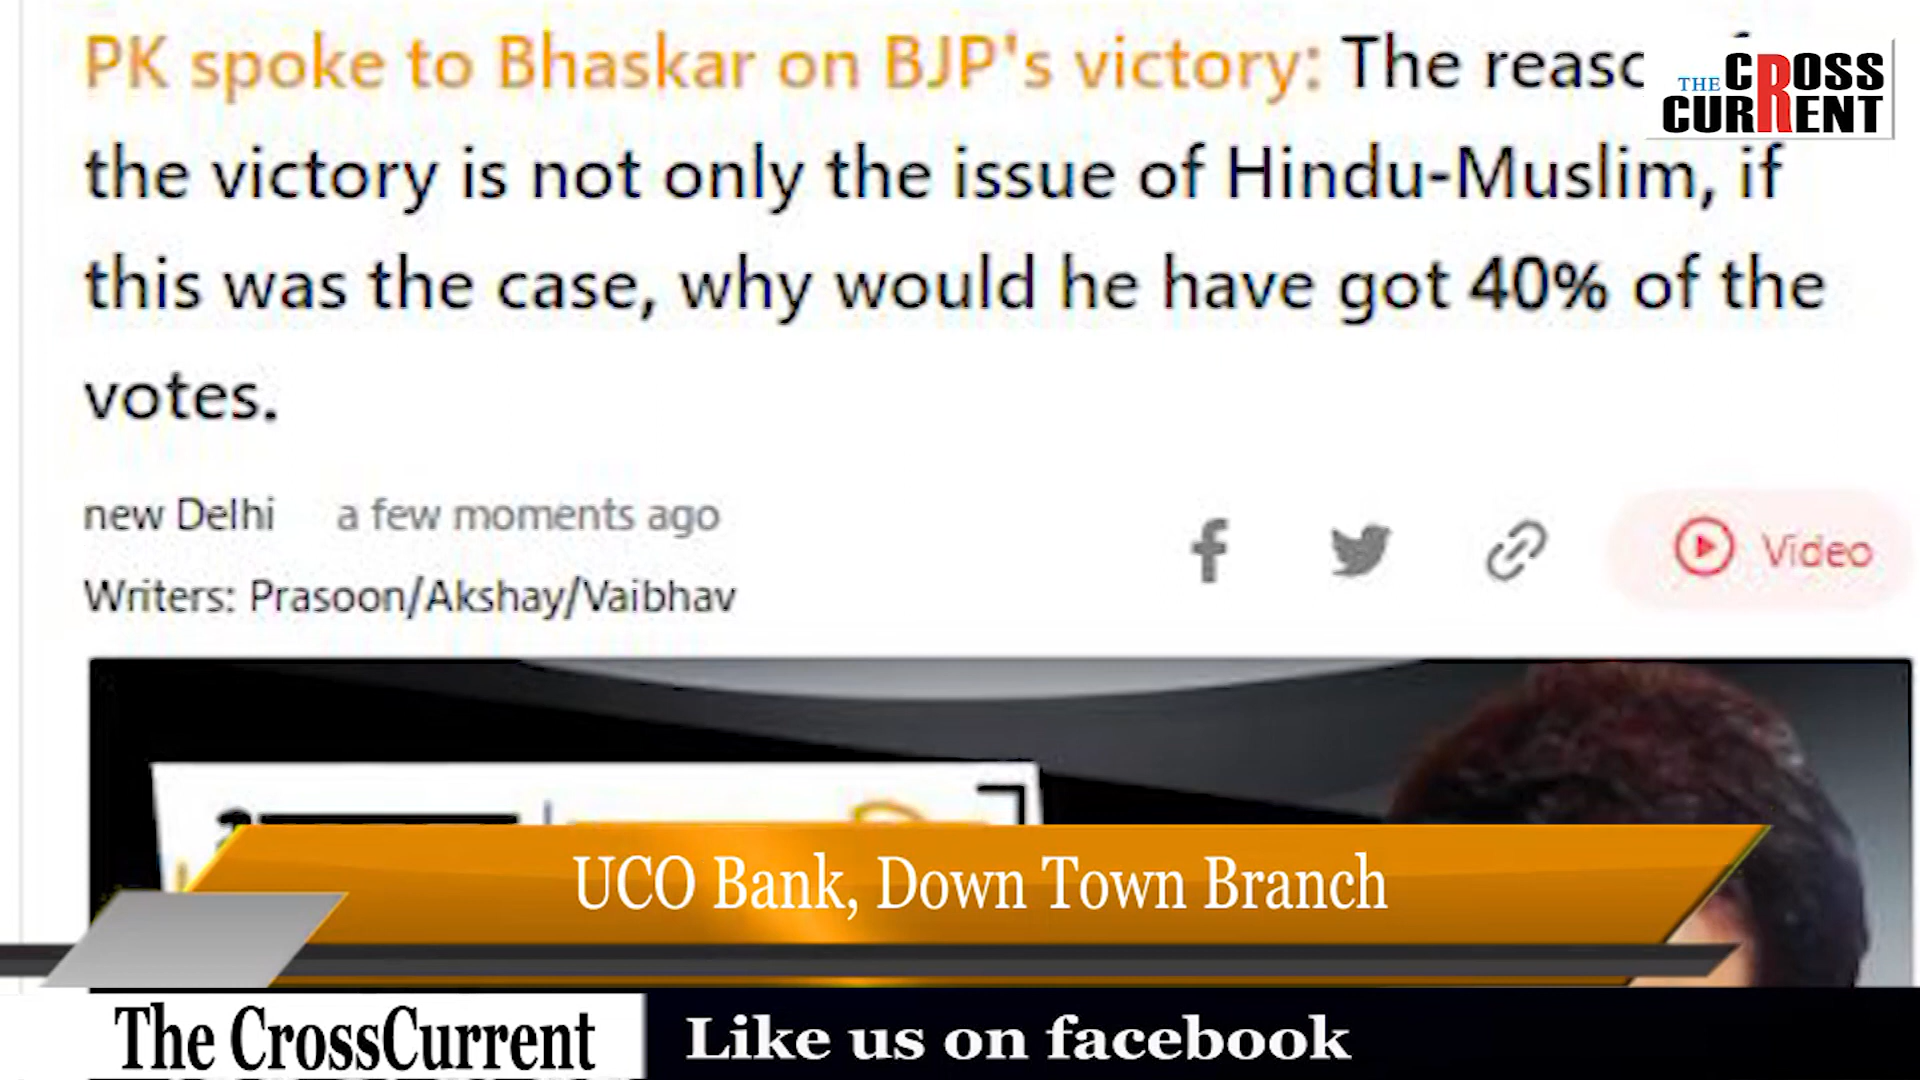 PK spoke to Bhaskar on BJP's victory: The reaso
THE CROSS
CURRENT
the victory is not only the issue of Hindu-Muslim, if
this was the case, why would he have got 40% of the
votes.
new Delhi a few moments ago
Video
Writers: Prasoon/Akshay/Vaibhav
UCO Bank, Down Town Branch
The CrossCurrent
Like us on facebook